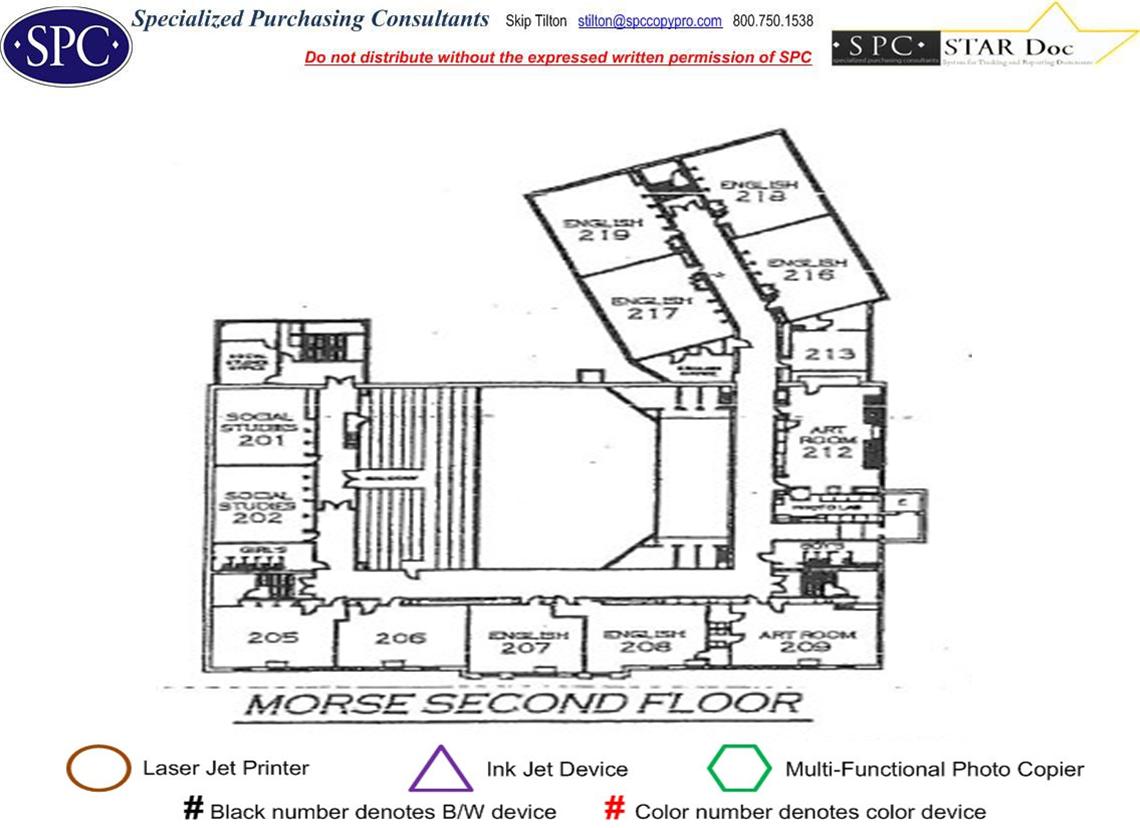 SPC
Specialized Purchasing Consultants Skip Tilton stilton@spccopypro.com 800.750.1538
Do not distribute without the expressed written permission of SPC
SPC STAR Doc
specialized purchasing consultants System for Tracking and Reporting Documents
ENGLISH
218
ENGLISH
219
ENGLISH
216
ENGLISH
217
213
SOCIAL
STUDIES
OFFICE
SOCIAL
STUDIES
201
ART
ROOM
212
BALCONY
SOCIAL
STUDIES
202
PHOTO LAB
GIRLS
BOYS
205
206
ENGLISH
207
ENGLISH
208
ART ROOM
209
MORSE SECOND FLOOR
Laser Jet Printer
Ink Jet Device
Multi-Functional Photo Copier
# Black number denotes B/W device
# Color number denotes color device